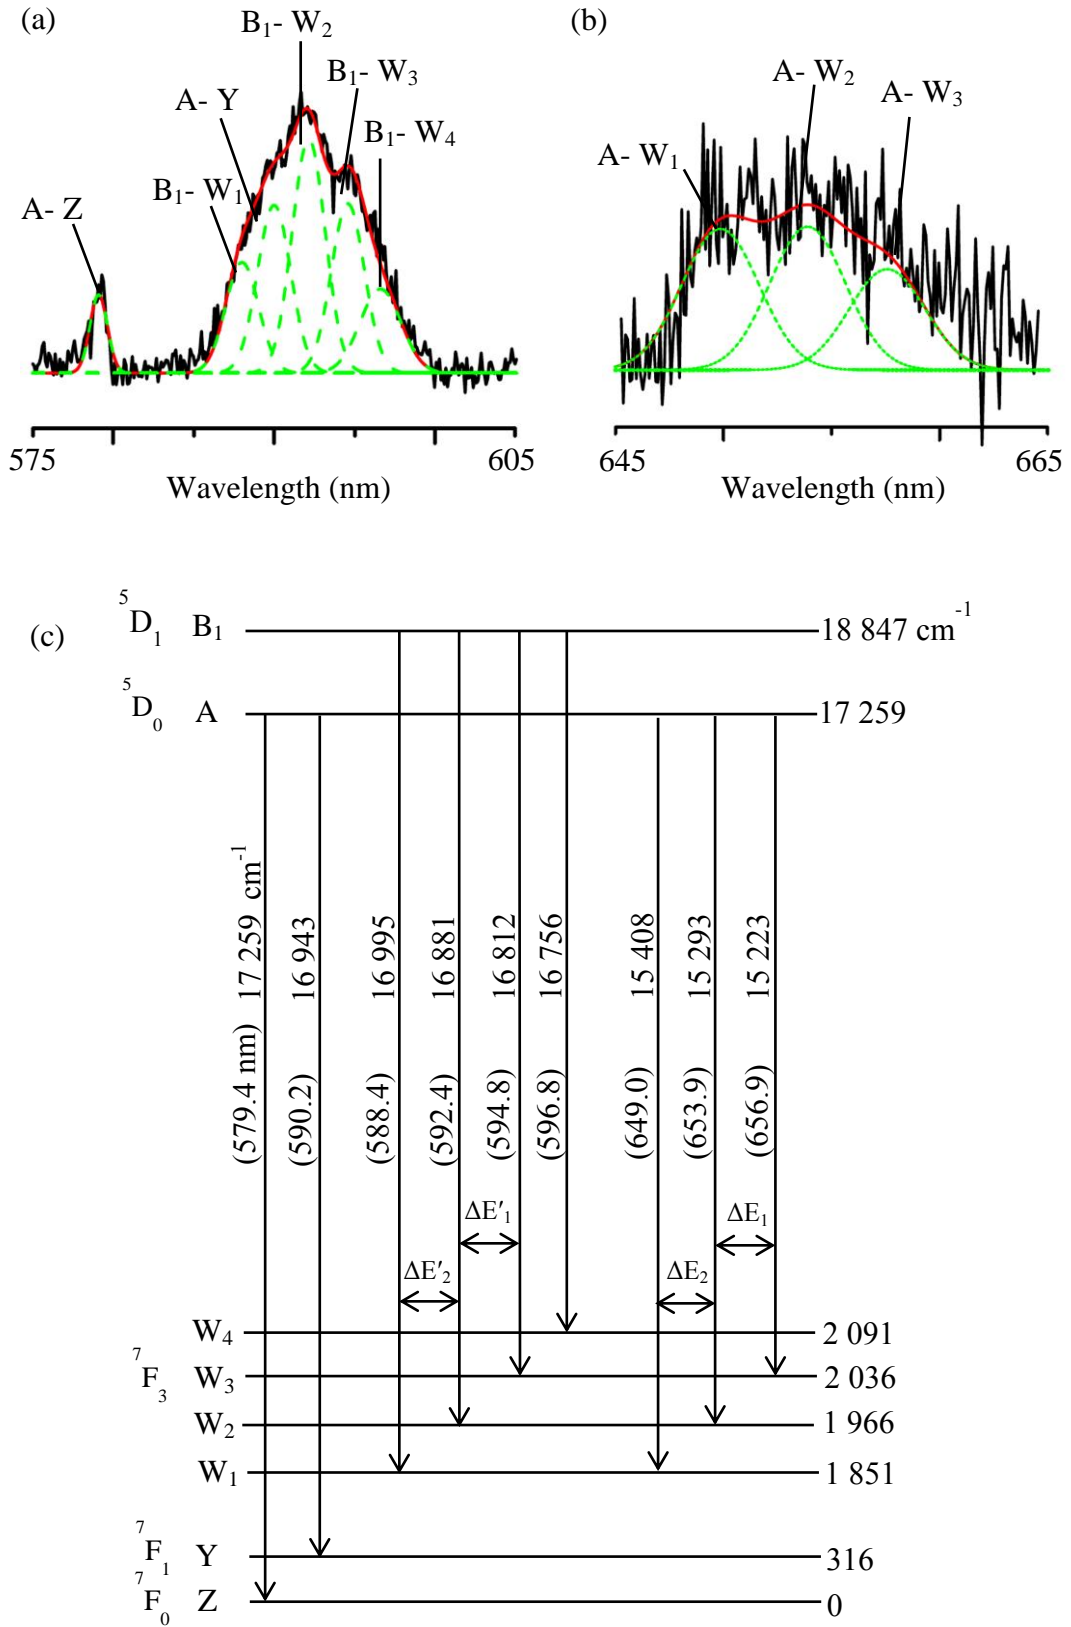 (a)
B₁- W₂
B₁- W₃
A- Y
B₁- W₄
B₁- W₁
A- Z
575
605
Wavelength (nm)
(b)
A- W₂
A- W₃
A- W₁
645
665
Wavelength (nm)
(c)
⁵D₁ B₁ 18 847 cm⁻¹
⁵D₀ A 17 259
(579.4 nm) 17 259 cm⁻¹
(590.2) 16 943
(588.4) 16 995
(592.4) 16 881
(594.8) 16 812
(596.8) 16 756
(649.0) 15 408
(653.9) 15 293
(656.9) 15 223
ΔE′₁
ΔE₁
ΔE′₂
ΔE₂
W₄ 2 091
⁷F₃ W₃ 2 036
W₂ 1 966
W₁ 1 851
⁷F₁ Y 316
⁷F₀ Z 0